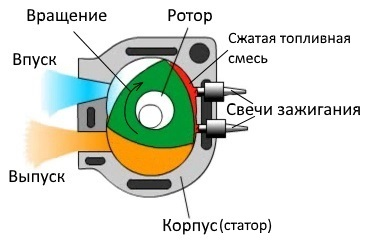 Вращение
Ротор
Сжатая топливная
смесь
Впуск
Свечи зажигания
Выпуск
Корпус(статор)